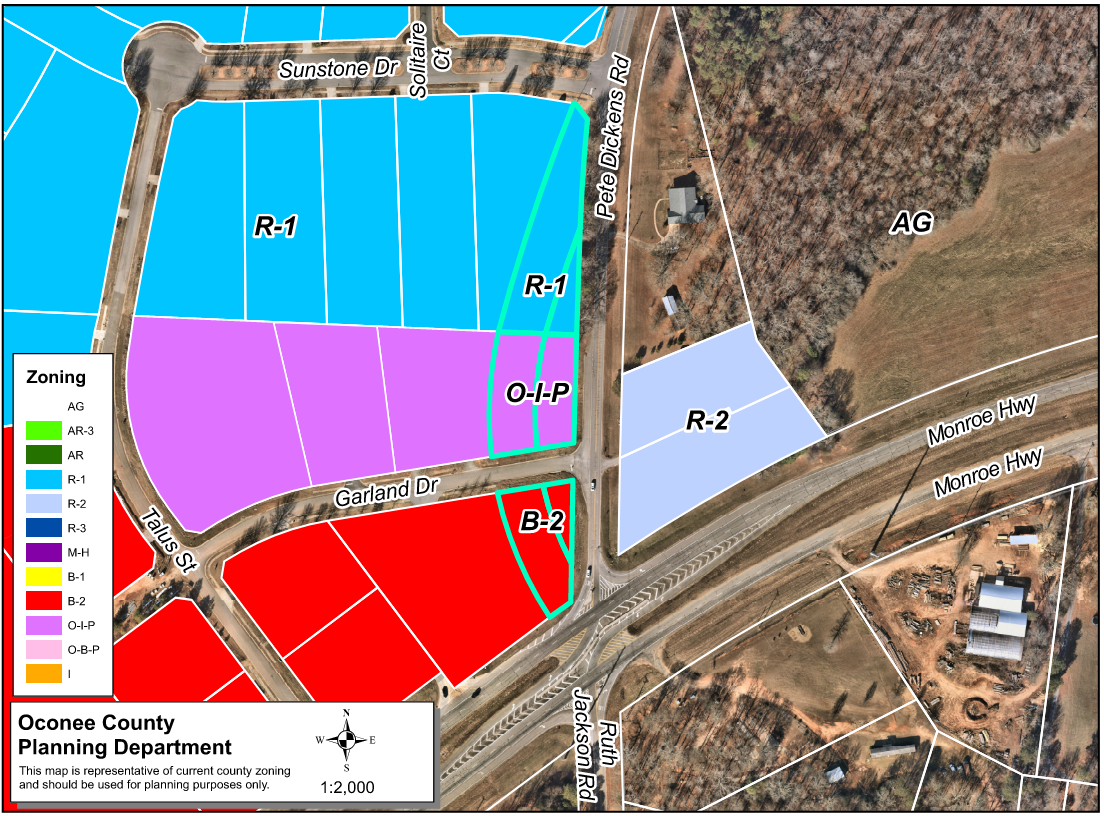 Sunstone Dr
Solitaire
Ct
Pete Dickens Rd
R-1
AG
R-1
O-I-P
R-2
Monroe Hwy
Monroe Hwy
Garland Dr
B-2
Talus St
Ruth
Jackson Rd
Zoning
AG
AR-3
AR
R-1
R-2
R-3
M-H
B-1
B-2
O-I-P
O-B-P
I
Oconee County
Planning Department
This map is representative of current county zoning
and should be used for planning purposes only.
N
W E
S
1:2,000